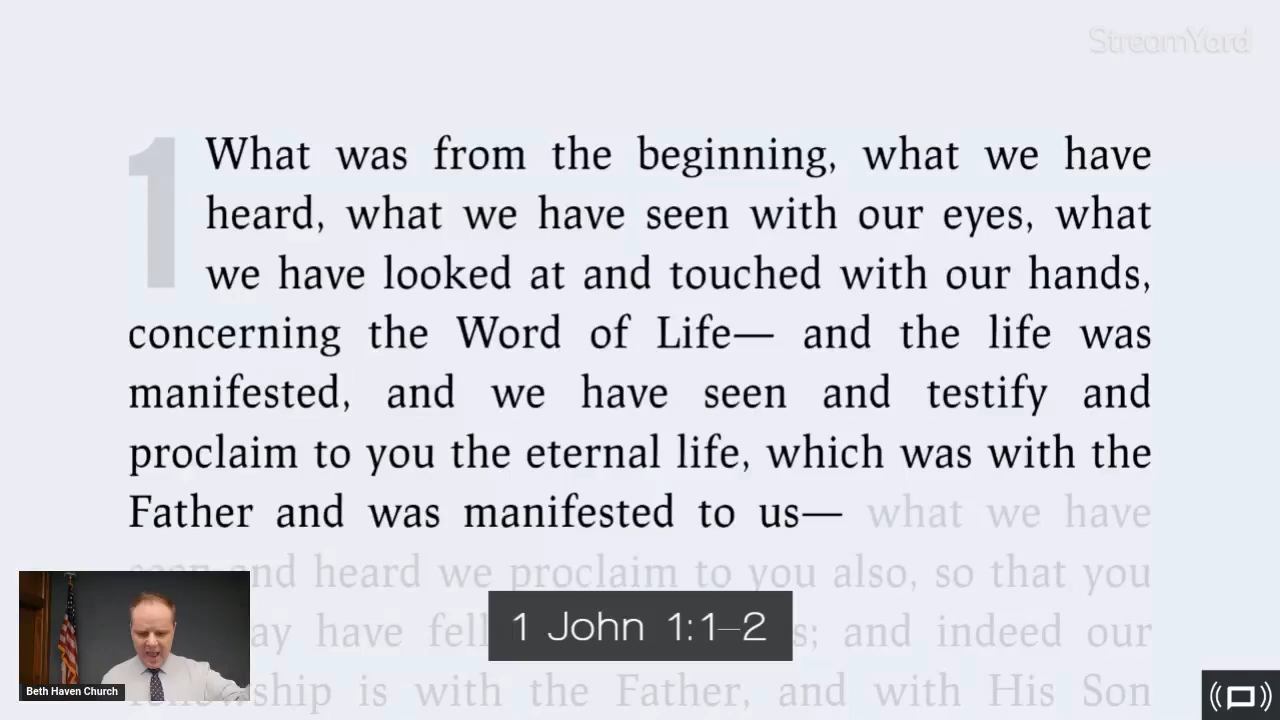 StreamYard
1 What was from the beginning, what we have
heard, what we have seen with our eyes, what
we have looked at and touched with our hands,
concerning the Word of Life— and the life was
manifested, and we have seen and testify and
proclaim to you the eternal life, which was with the
Father and was manifested to us— what we have
seen and heard we proclaim to you also, so that you
have fell
s; and indeed our
is with the Father, and with His Son
1 John 1:1–2
Beth Haven Church